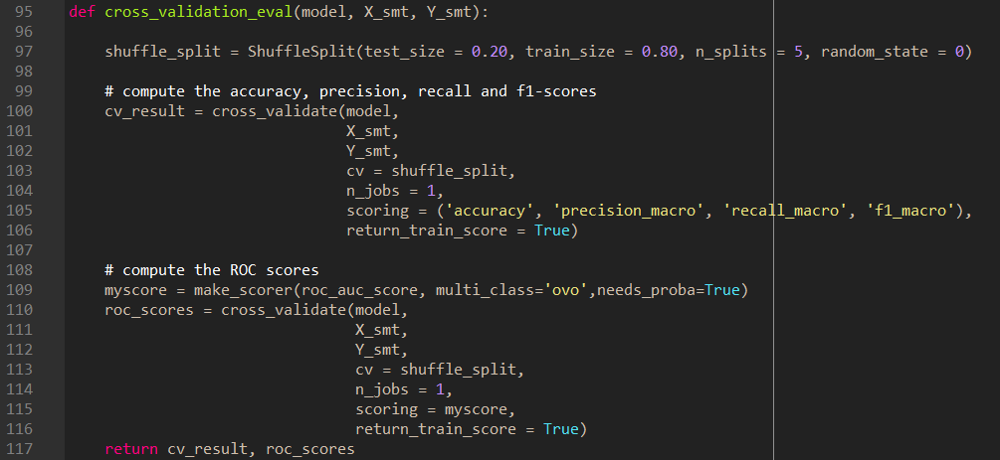 95 def cross_validation_eval(model, X_smt, Y_smt):
96
97     shuffle_split = ShuffleSplit(test_size = 0.20, train_size = 0.80, n_splits = 5, random_state = 0)
98
99     # compute the accuracy, precision, recall and f1-scores
100     cv_result = cross_validate(model,
101                                X_smt,
102                                Y_smt,
103                                cv = shuffle_split,
104                                n_jobs = 1,
105                                scoring = ('accuracy', 'precision_macro', 'recall_macro', 'f1_macro'),
106                                return_train_score = True)
107
108     # compute the ROC scores
109     myscore = make_scorer(roc_auc_score, multi_class='ovo',needs_proba=True)
110     roc_scores = cross_validate(model,
111                                 X_smt,
112                                 Y_smt,
113                                 cv = shuffle_split,
114                                 n_jobs = 1,
115                                 scoring = myscore,
116                                 return_train_score = True)
117     return cv_result, roc_scores